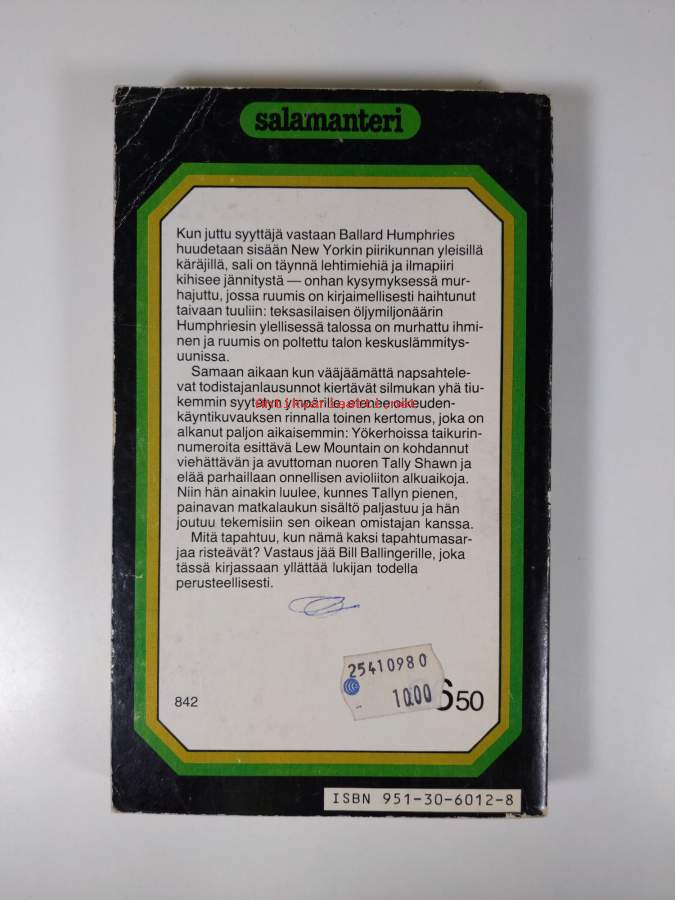 salamanteri
Kun juttu syyttäjä vastaan Ballard Humphries
huudetaan sisään New Yorkin piirikunnan yleisillä
käräjillä, sali on täynnä lehtimiehiä ja ilmapiiri
kihisee jännitystä — onhan kysymyksessä mur-
hajuttu, jossa ruumis on kirjaimellisesti haihtunut
taivaan tuuliin: teksasilaisen öljymiljonäärin
Humphriesin ylellisessä talossa on murhattu ihmi-
nen ja ruumis on poltettu talon keskuslämmitys-
uunissa.
Samaan aikaan kun vääjäämättä napsahtele-
vat todistajanlausunnot kiertävät silmukan yhä tiu-
kemmin syytetyn ympärille, etenee oikeuden-
käyntikuvauksen rinnalla toinen kertomus, joka on
alkanut paljon aikaisemmin: Yökerhoissa taikurin-
numeroita esittävä Lew Mountain on kohdannut
viehättävän ja avuttoman nuoren Tally Shawn ja
elää parhaillaan onnellisen avioliiton alkuaikoja.
Niin hän ainakin luulee, kunnes Tallyn pienen,
painavan matkalaukun sisältö paljastuu ja hän
joutuu tekemisiin sen oikean omistajan kanssa.
Mitä tapahtuu, kun nämä kaksi tapahtumasar-
jaa risteävät? Vastaus jää Bill Ballingerille, joka
tässä kirjassaan yllättää lukijan todella
perusteellisesti.
25410980
1000
842
50
ISBN 951-30-6012-8